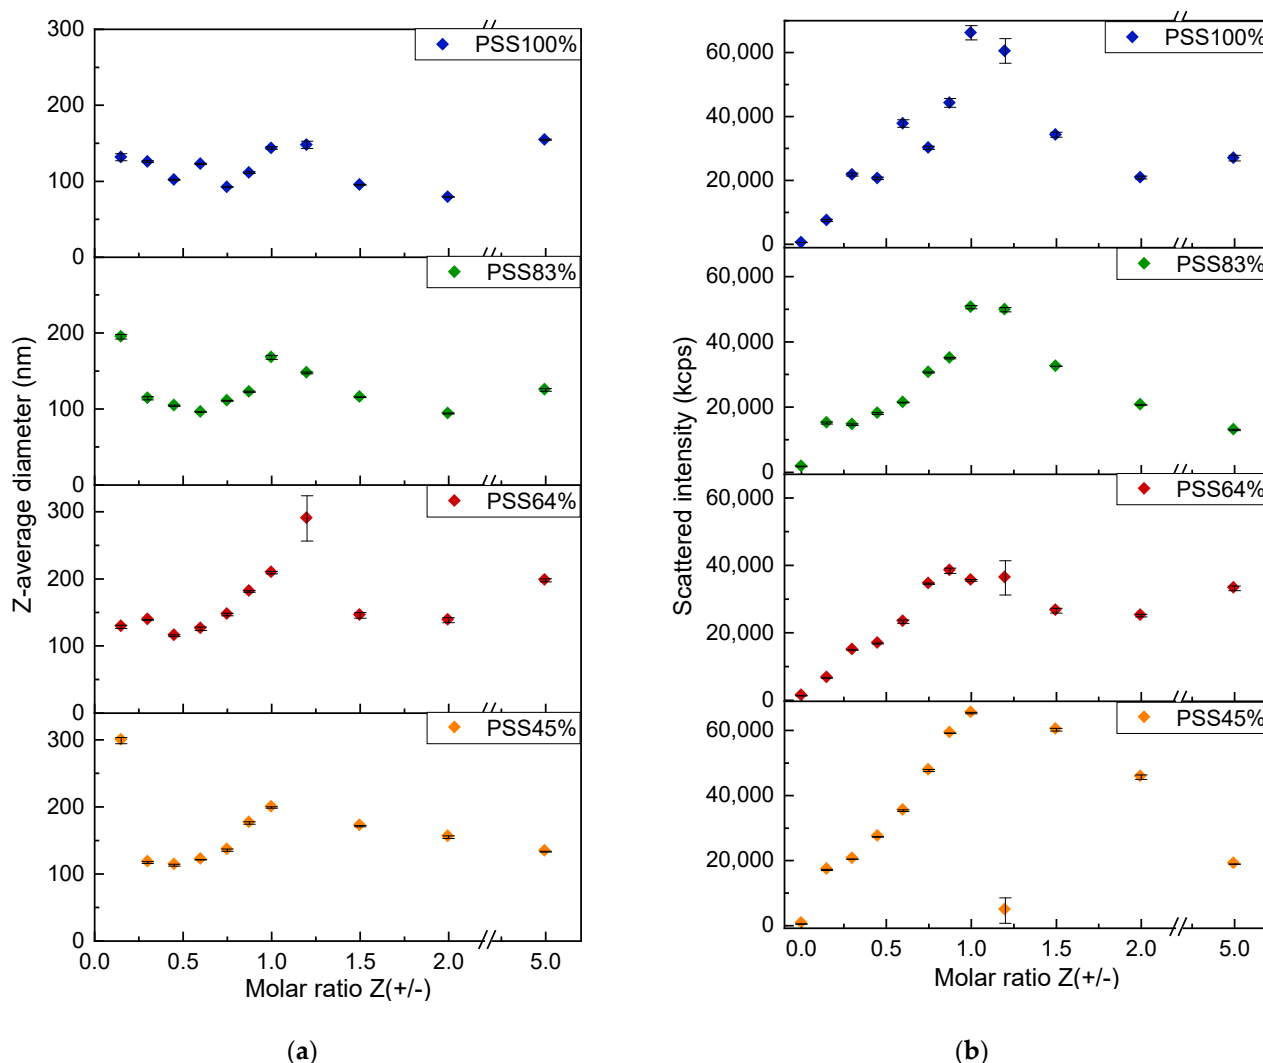 Z-average diameter (nm)
300
200
100
0
PSS100%
200
100
0
PSS83%
300
200
100
0
PSS64%
300
200
100
0
PSS45%
0.0 0.5 1.0 1.5 2.0 5.0
Molar ratio Z(+/-)
(a)
Scattered intensity (kcps)
60,000
40,000
20,000
0
PSS100%
60,000
40,000
20,000
0
PSS83%
60,000
40,000
20,000
0
PSS64%
60,000
40,000
20,000
0
PSS45%
0.0 0.5 1.0 1.5 2.0 5.0
Molar ratio Z(+/-)
(b)